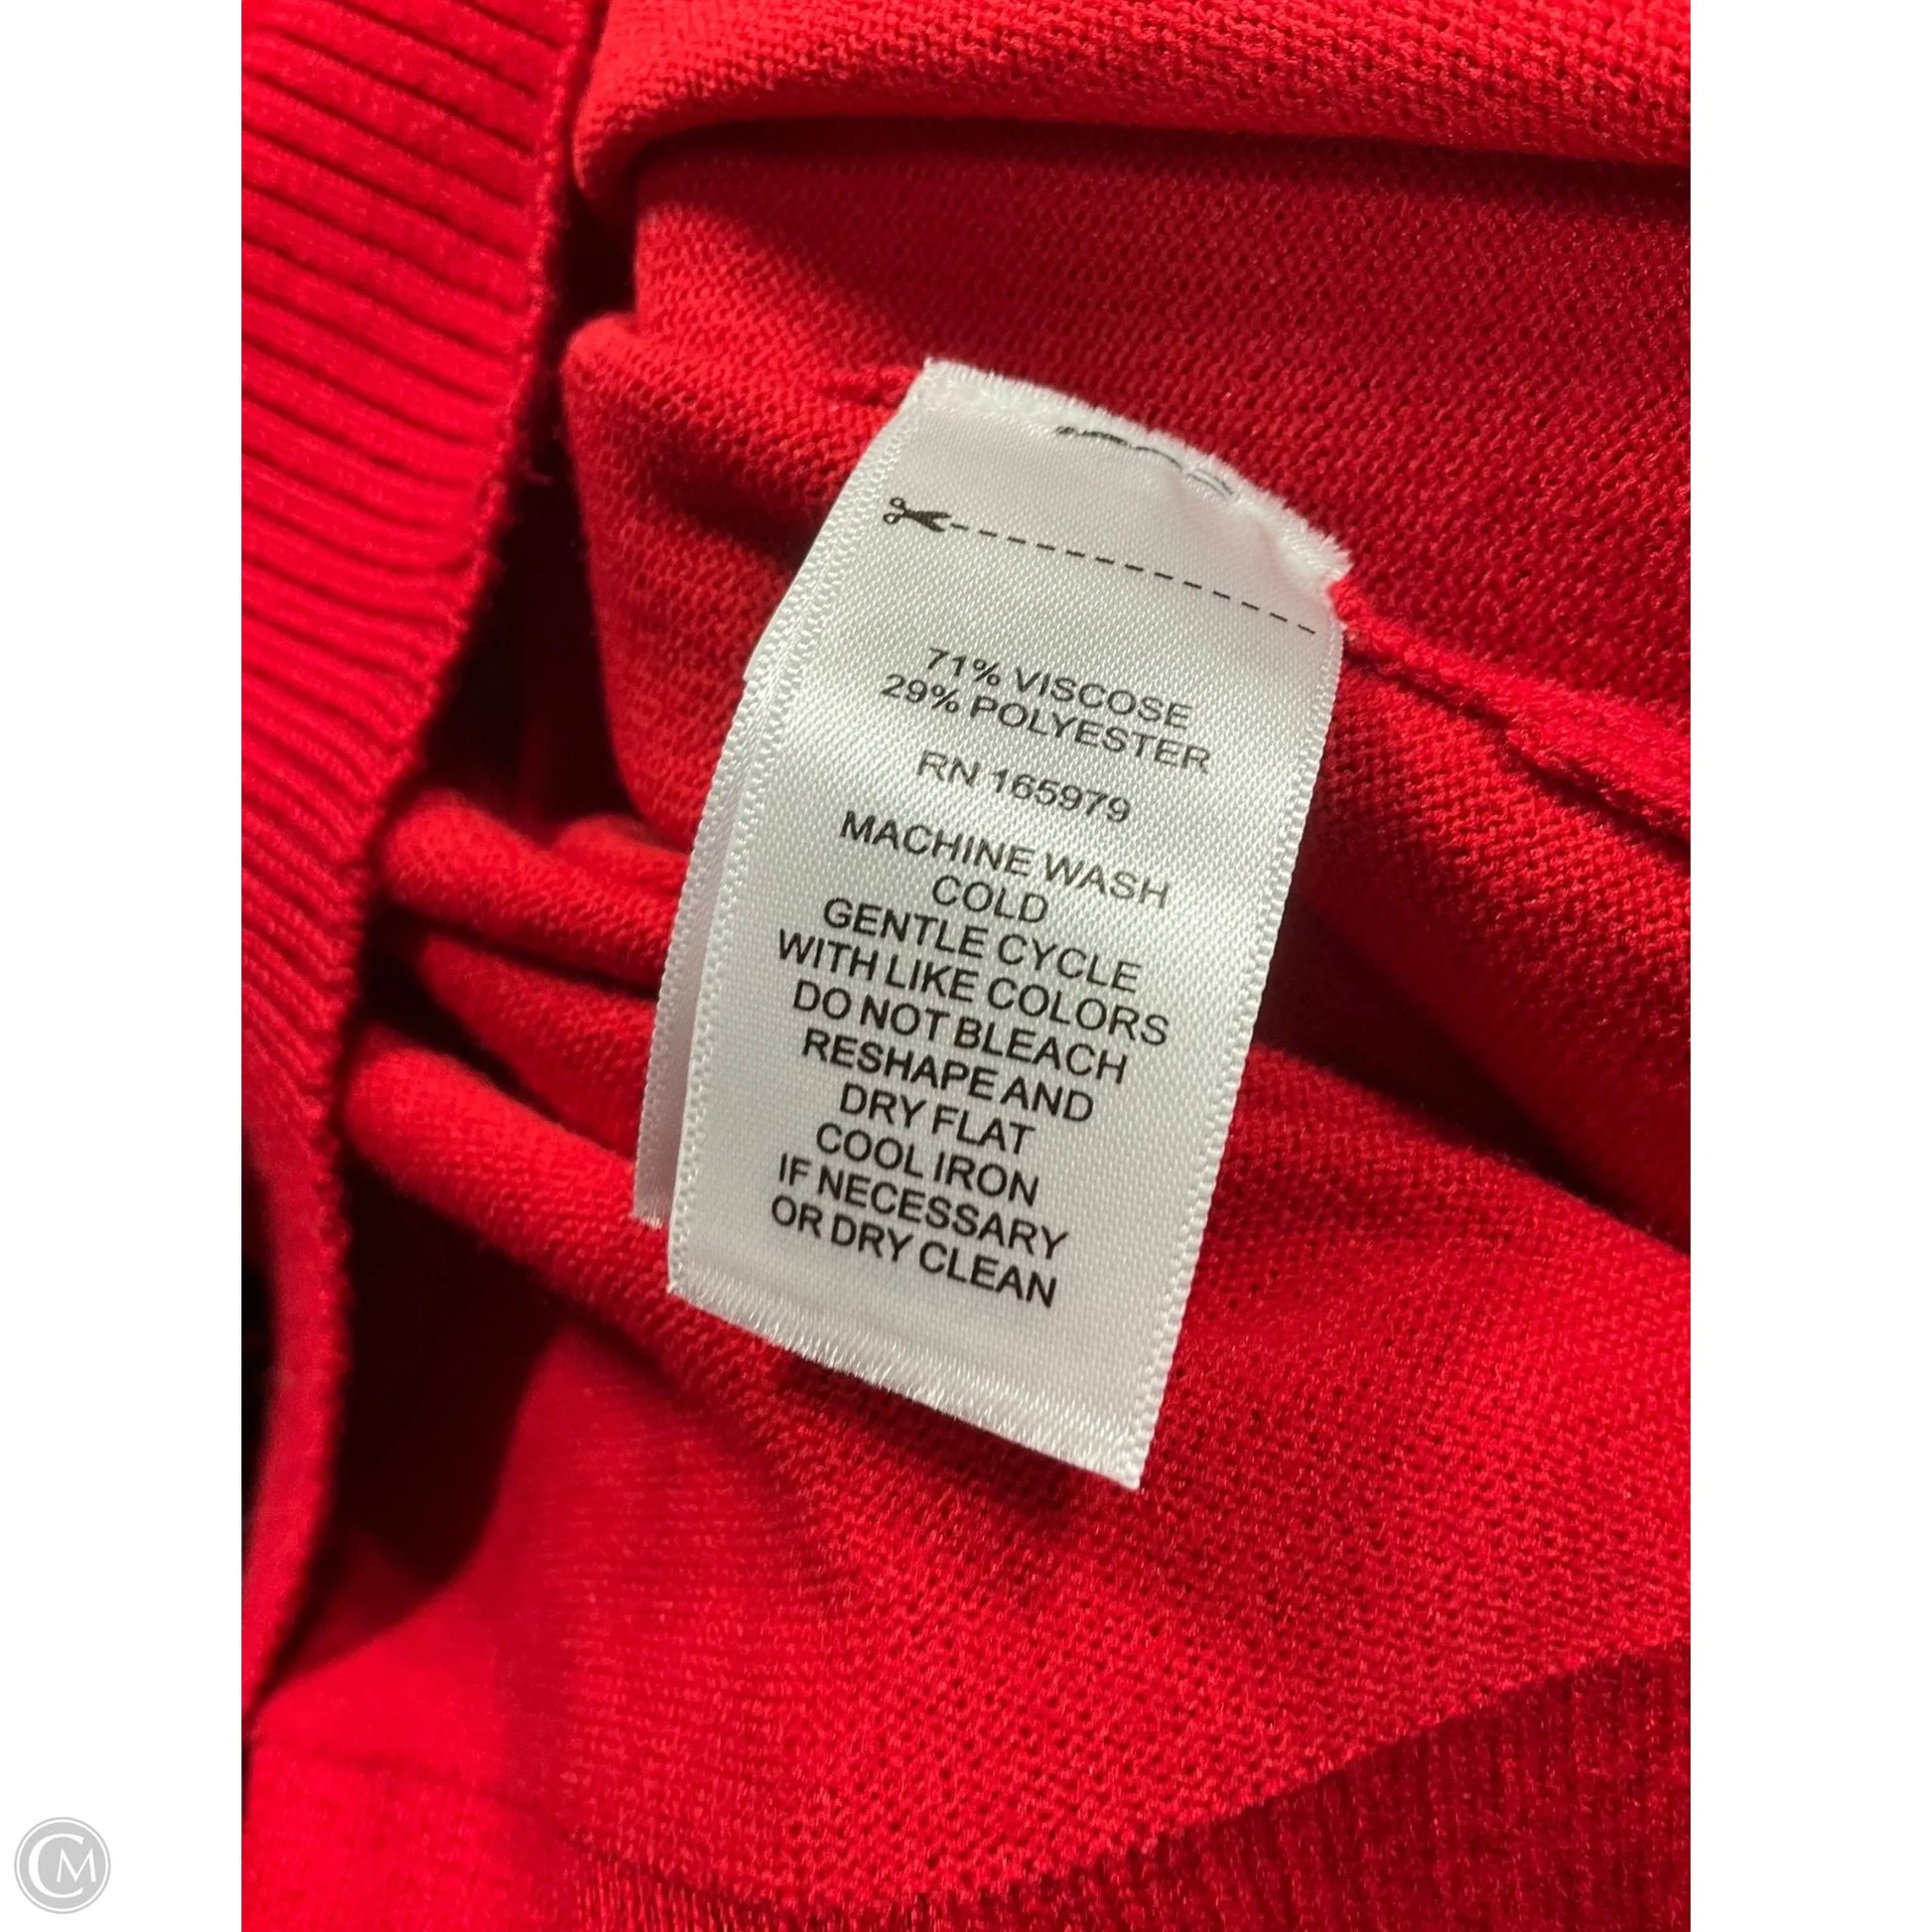 71% VISCOSE
29% POLYESTER
RN 165979
MACHINE WASH
COLD
GENTLE CYCLE
WITH LIKE COLORS
DO NOT BLEACH
RESHAPE AND
DRY FLAT
COOL IRON
IF NECESSARY
OR DRY CLEAN
CM